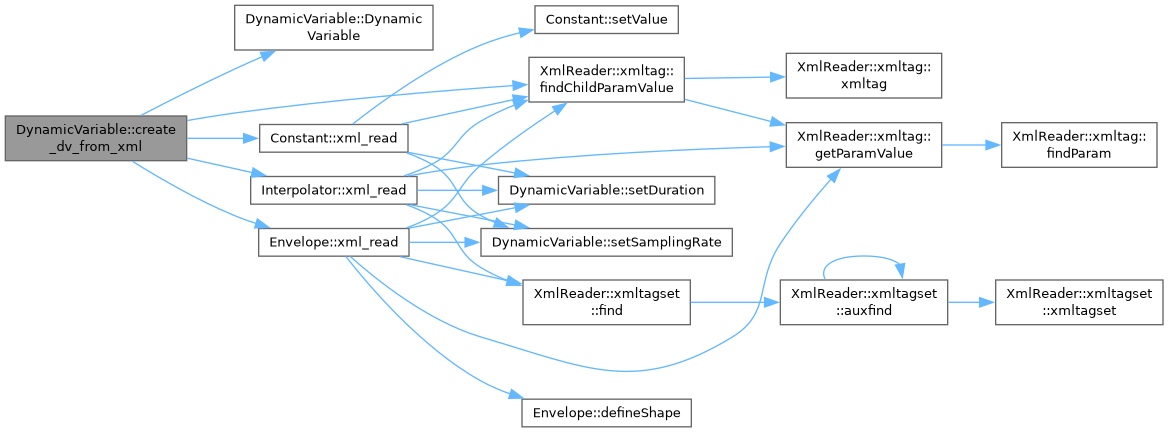 DynamicVariable::create
_dv_from_xml
DynamicVariable::Dynamic
Variable
Constant::xml_read
Interpolator::xml_read
Envelope::xml_read
Constant::setValue
XmlReader::xmltag::
findChildParamValue
DynamicVariable::setDuration
DynamicVariable::setSamplingRate
XmlReader::xmltagset
::find
Envelope::defineShape
XmlReader::xmltag::
xmltag
XmlReader::xmltag::
getParamValue
XmlReader::xmltagset
::auxfind
XmlReader::xmltag::
findParam
XmlReader::xmltagset
::xmltagset